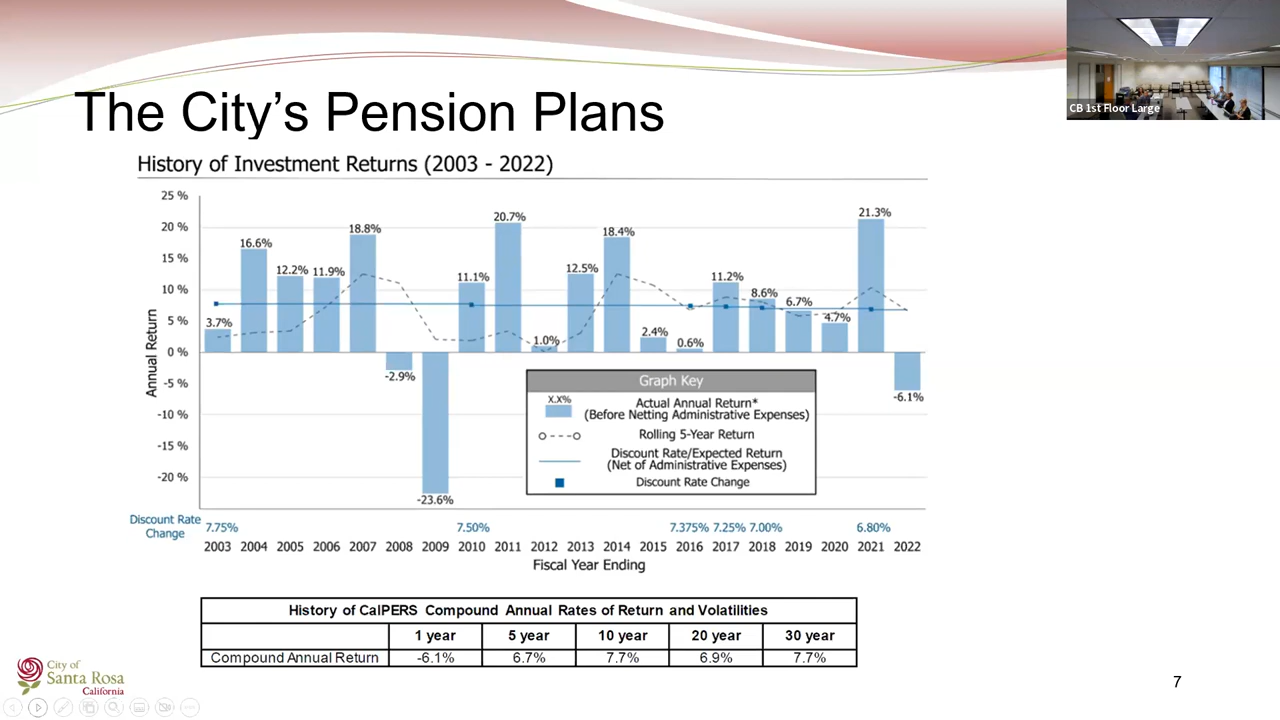 CB 1st Floor Large
The City's Pension Plans
History of Investment Returns (2003 - 2022)
Annual Return
25 %
20 %
15 %
10 %
5 %
0 %
-5 %
-10 %
-15 %
-20 %
3.7%
16.6%
12.2%
11.9%
18.8%
-2.9%
-23.6%
11.1%
20.7%
1.0%
12.5%
18.4%
2.4%
0.6%
11.2%
8.6%
6.7%
4.7%
21.3%
-6.1%
Graph Key
X.X%
Actual Annual Return*
(Before Netting Administrative Expenses)
Rolling 5-Year Return
Discount Rate/Expected Return
(Net of Administrative Expenses)
Discount Rate Change
Discount Rate
Change
7.75% 7.50% 7.375% 7.25% 7.00% 6.80%
2003 2004 2005 2006 2007 2008 2009 2010 2011 2012 2013 2014 2015 2016 2017 2018 2019 2020 2021 2022
Fiscal Year Ending
History of CalPERS Compound Annual Rates of Return and Volatilities
1 year 5 year 10 year 20 year 30 year
Compound Annual Return -6.1% 6.7% 7.7% 6.9% 7.7%
City of
Santa Rosa
California
7